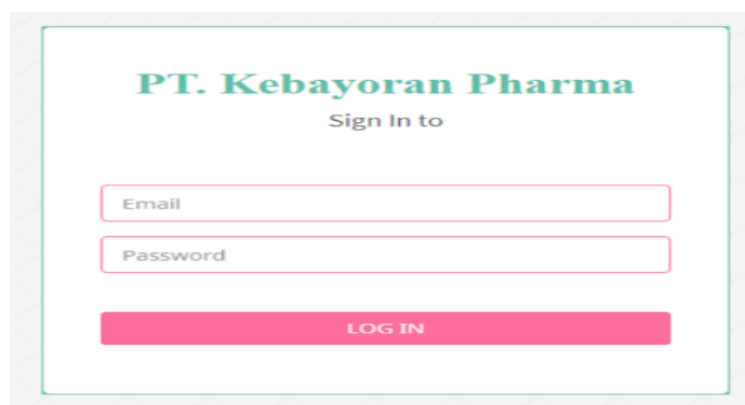 PT. Kebayoran Pharma
Sign In to
Email
Password
LOG IN